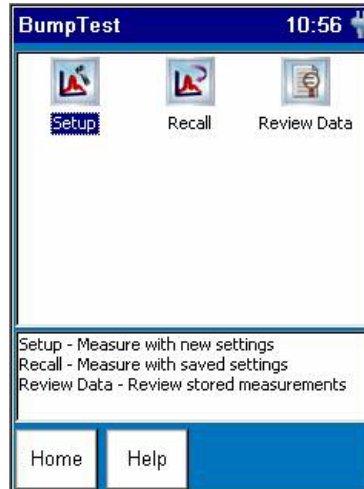 BumpTest 10:56
Setup Recall Review Data
Setup - Measure with new settings
Recall - Measure with saved settings
Review Data - Review stored measurements
Home Help